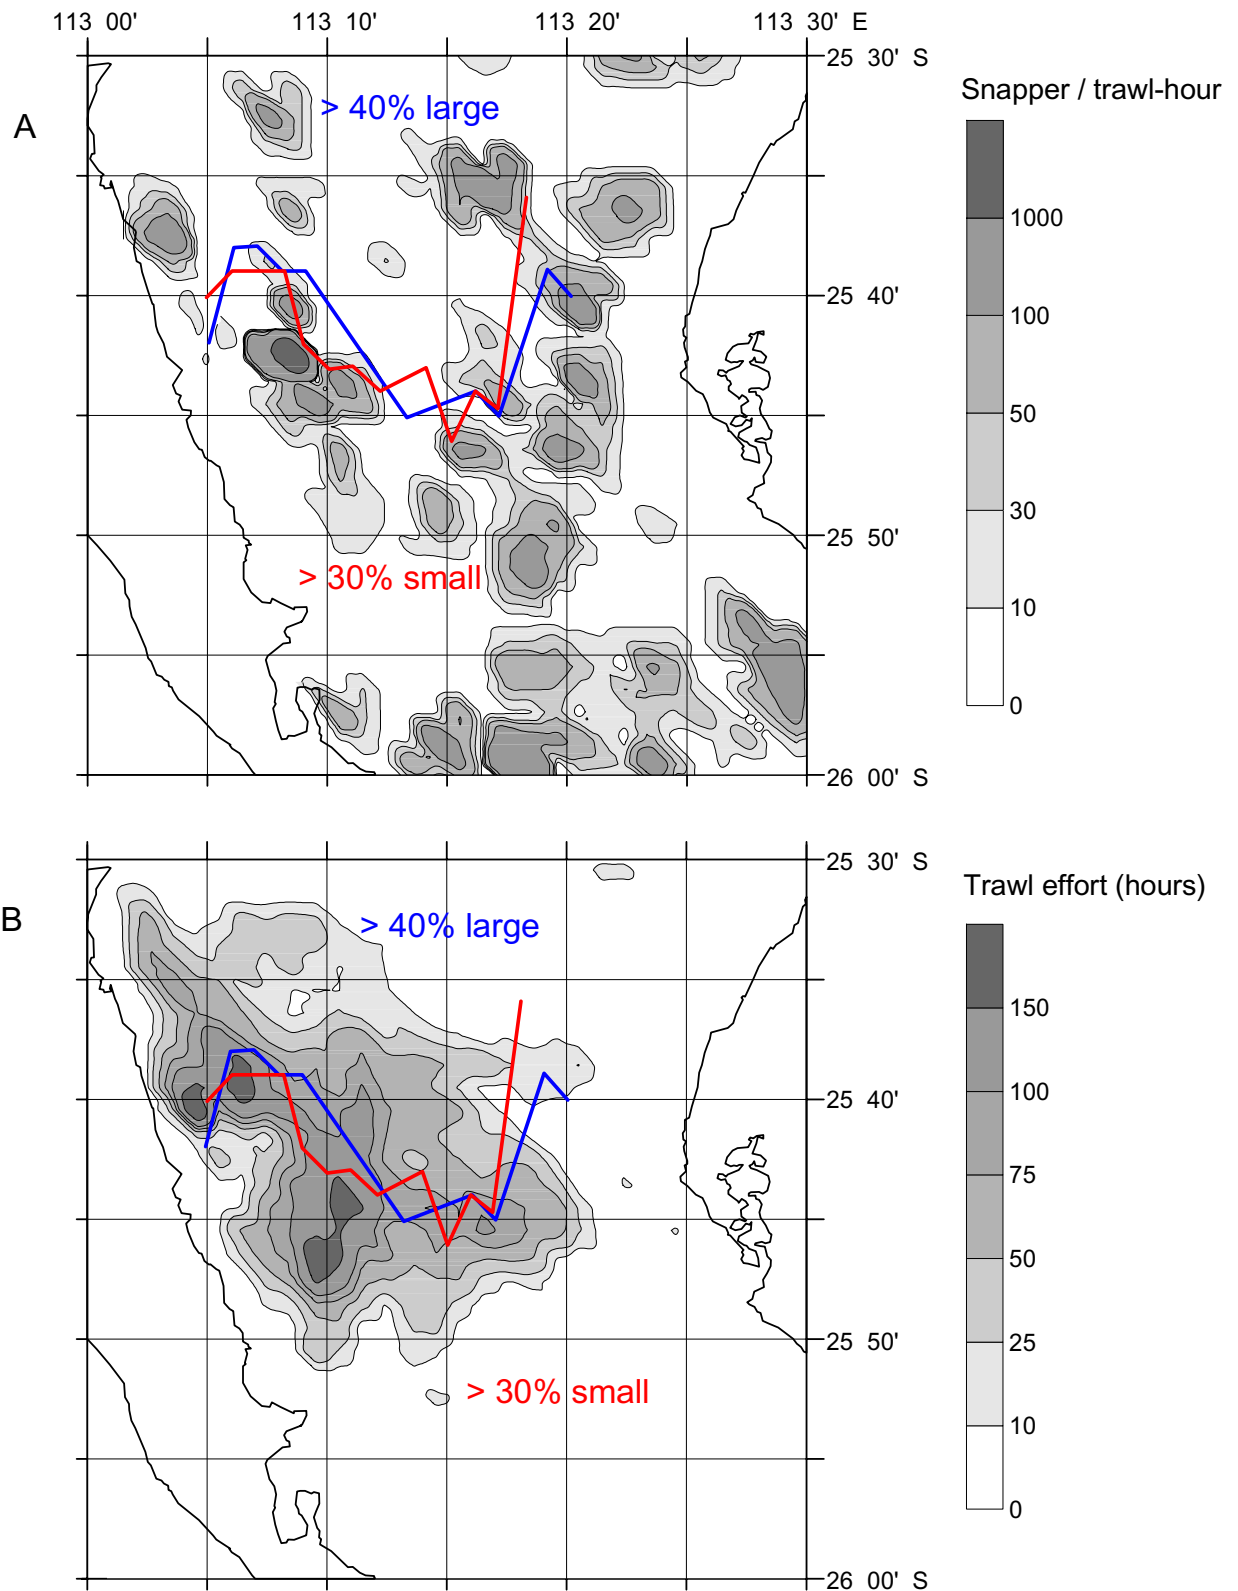 113 00' 113 10' 113 20' 113 30' E
25 30' S
A
> 40% large
Snapper / trawl-hour
1000
25 40'
100
50
30
25 50'
> 30% small
10
0
26 00' S
25 30' S
B
> 40% large
Trawl effort (hours)
150
25 40'
100
75
50
25 50'
25
> 30% small
10
0
26 00' S